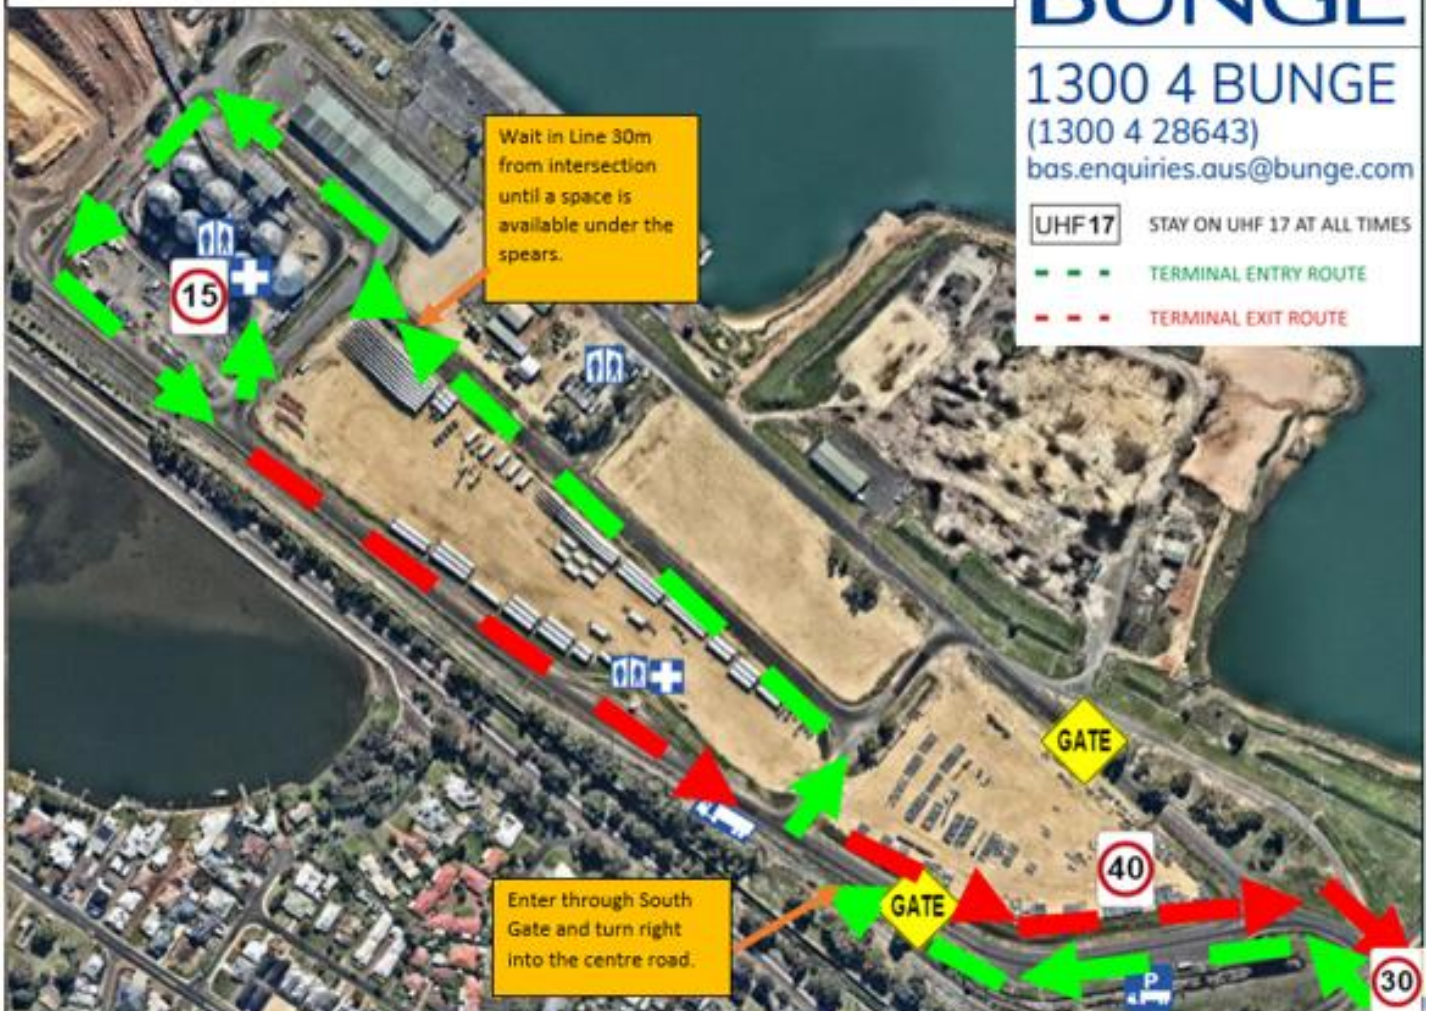 BUNGE
1300 4 BUNGE
(1300 4 28643)
bas.enquiries.aus@bunge.com
UHF 17 STAY ON UHF 17 AT ALL TIMES
TERMINAL ENTRY ROUTE
TERMINAL EXIT ROUTE
Wait in Line 30m
from intersection
until a space is
available under the
spears.
15
GATE
40
Enter through South
Gate and turn right
into the centre road.
GATE
P
30